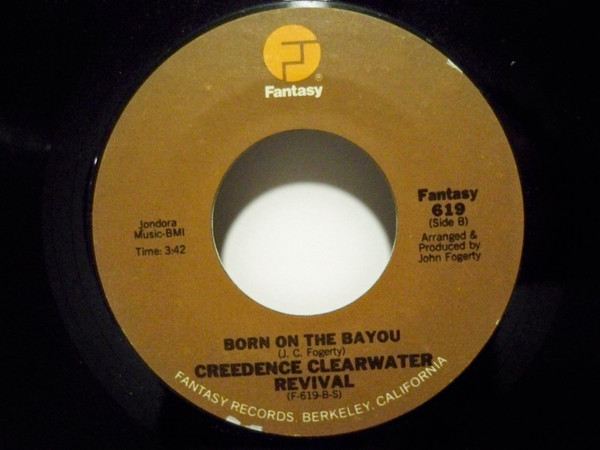 Fantasy
Fantasy
619
(Side B)
Arranged &
Produced by
John Fogerty
Jondora
Music-BMI
Time: 3:42
BORN ON THE BAYOU
(J. C. Fogerty)
CREEDENCE CLEARWATER
REVIVAL
(F-619-B-S)
FANTASY RECORDS, BERKELEY, CALIFORNIA